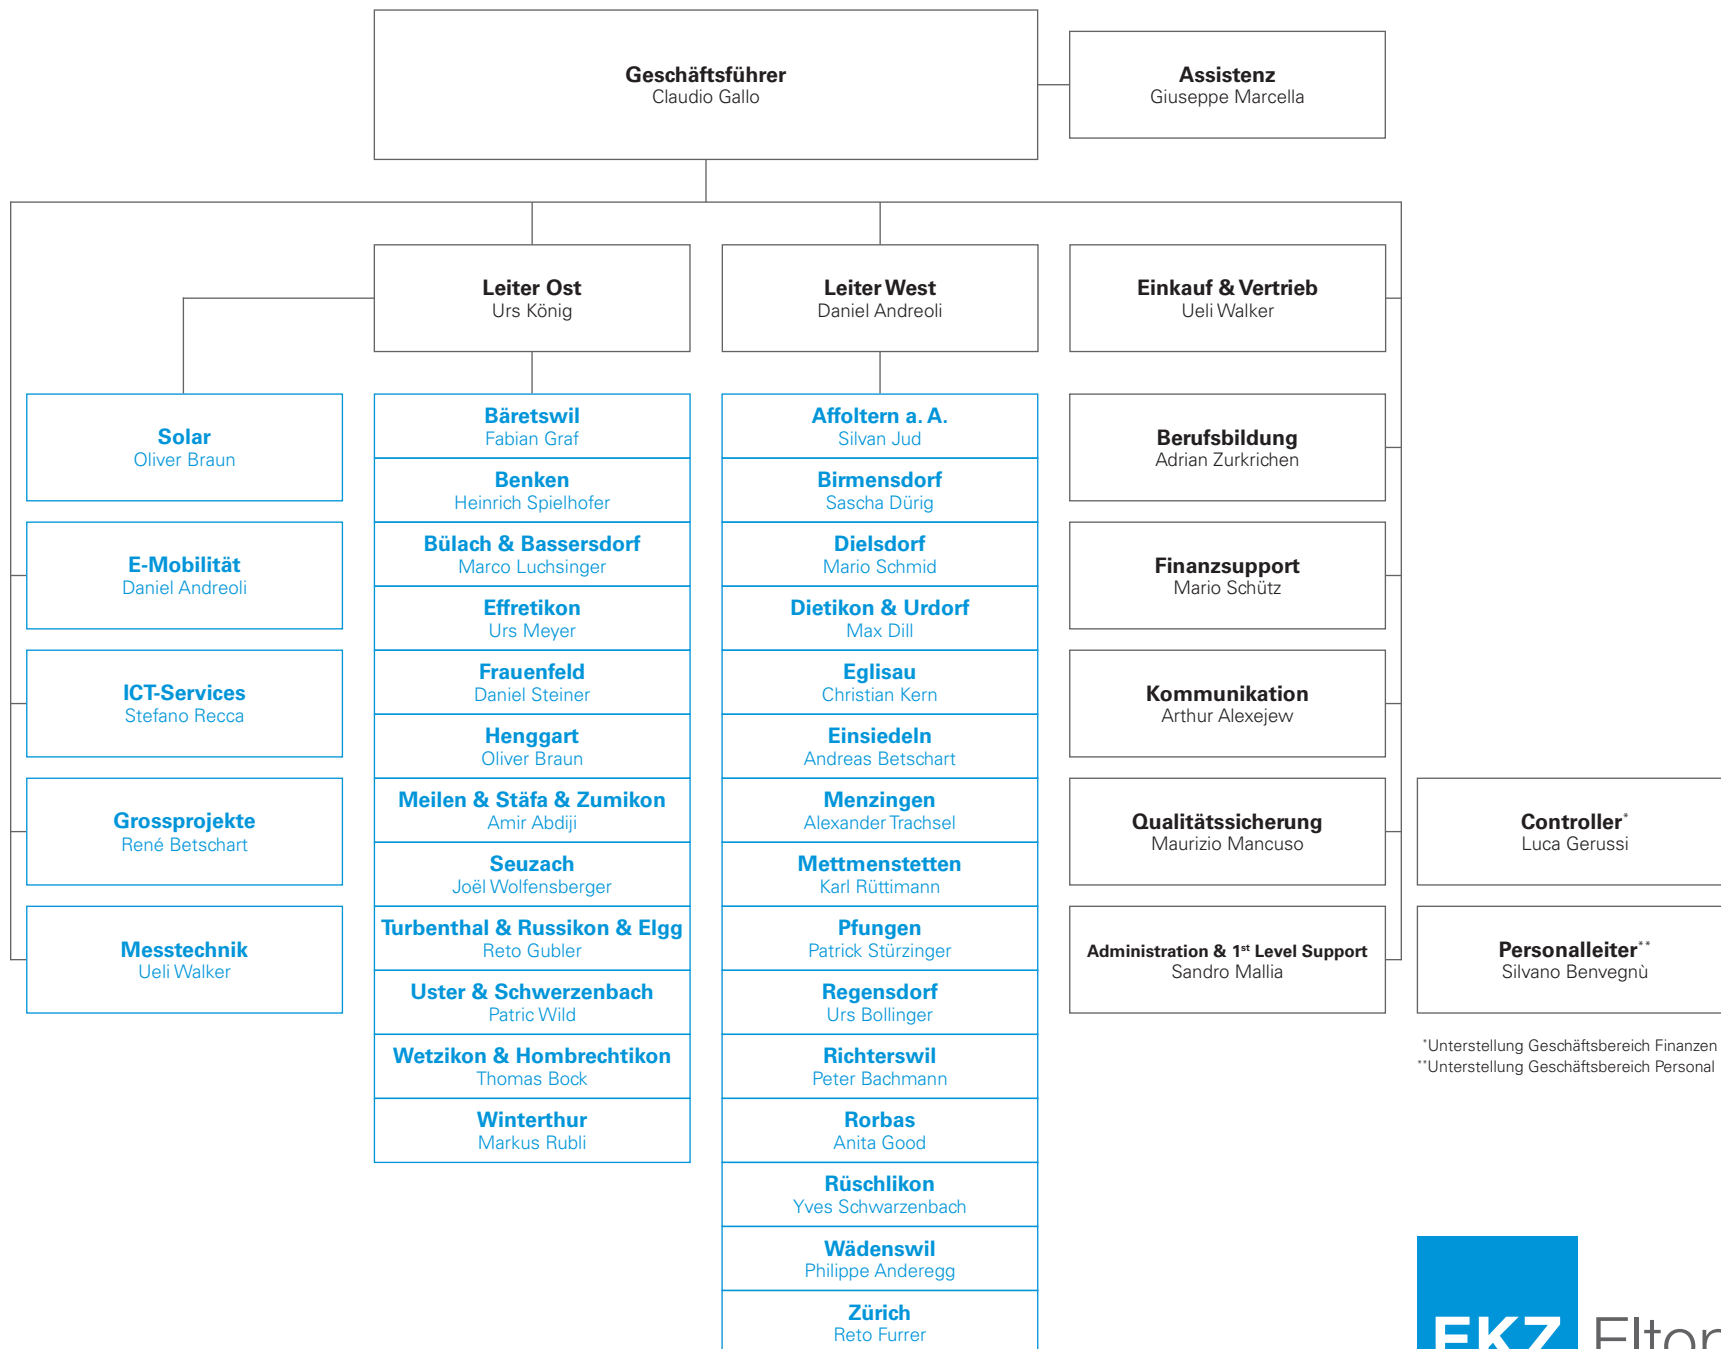 Geschäftsführer
Claudio Gallo
Assistenz
Giuseppe Marcella
Leiter Ost
Urs König
Leiter West
Daniel Andreoli
Einkauf & Vertrieb
Ueli Walker
Solar
Oliver Braun
E-Mobilität
Daniel Andreoli
ICT-Services
Stefano Recca
Grossprojekte
René Betschart
Messtechnik
Ueli Walker
Bäretswil
Fabian Graf
Benken
Heinrich Spielhofer
Bülach & Bassersdorf
Marco Luchsinger
Effretikon
Urs Meyer
Frauenfeld
Daniel Steiner
Henggart
Oliver Braun
Meilen & Stäfa & Zumikon
Amir Abdiji
Seuzach
Joël Wolfensberger
Turbenthal & Russikon & Elgg
Reto Gubler
Uster & Schwerzenbach
Patric Wild
Wetzikon & Hombrechtikon
Thomas Bock
Winterthur
Markus Rubli
Affoltern a. A.
Silvan Jud
Birmensdorf
Sascha Dürig
Dielsdorf
Mario Schmid
Dietikon & Urdorf
Max Dill
Eglisau
Christian Kern
Einsiedeln
Andreas Betschart
Menzingen
Alexander Trachsel
Mettmenstetten
Karl Rüttimann
Pfungen
Patrick Stürzinger
Regensdorf
Urs Bollinger
Richterswil
Peter Bachmann
Rorbas
Anita Good
Rüschlikon
Yves Schwarzenbach
Wädenswil
Philippe Anderegg
Zürich
Reto Furrer
Berufsbildung
Adrian Zurkrichen
Finanzsupport
Mario Schütz
Kommunikation
Arthur Alexejew
Qualitätssicherung
Maurizio Mancuso
Administration & 1st Level Support
Sandro Mallia
Controller*
Luca Gerussi
Personalleiter**
Silvano Benvegnù
*Unterstellung Geschäftsbereich Finanzen
**Unterstellung Geschäftsbereich Personal
EKZ Eltop